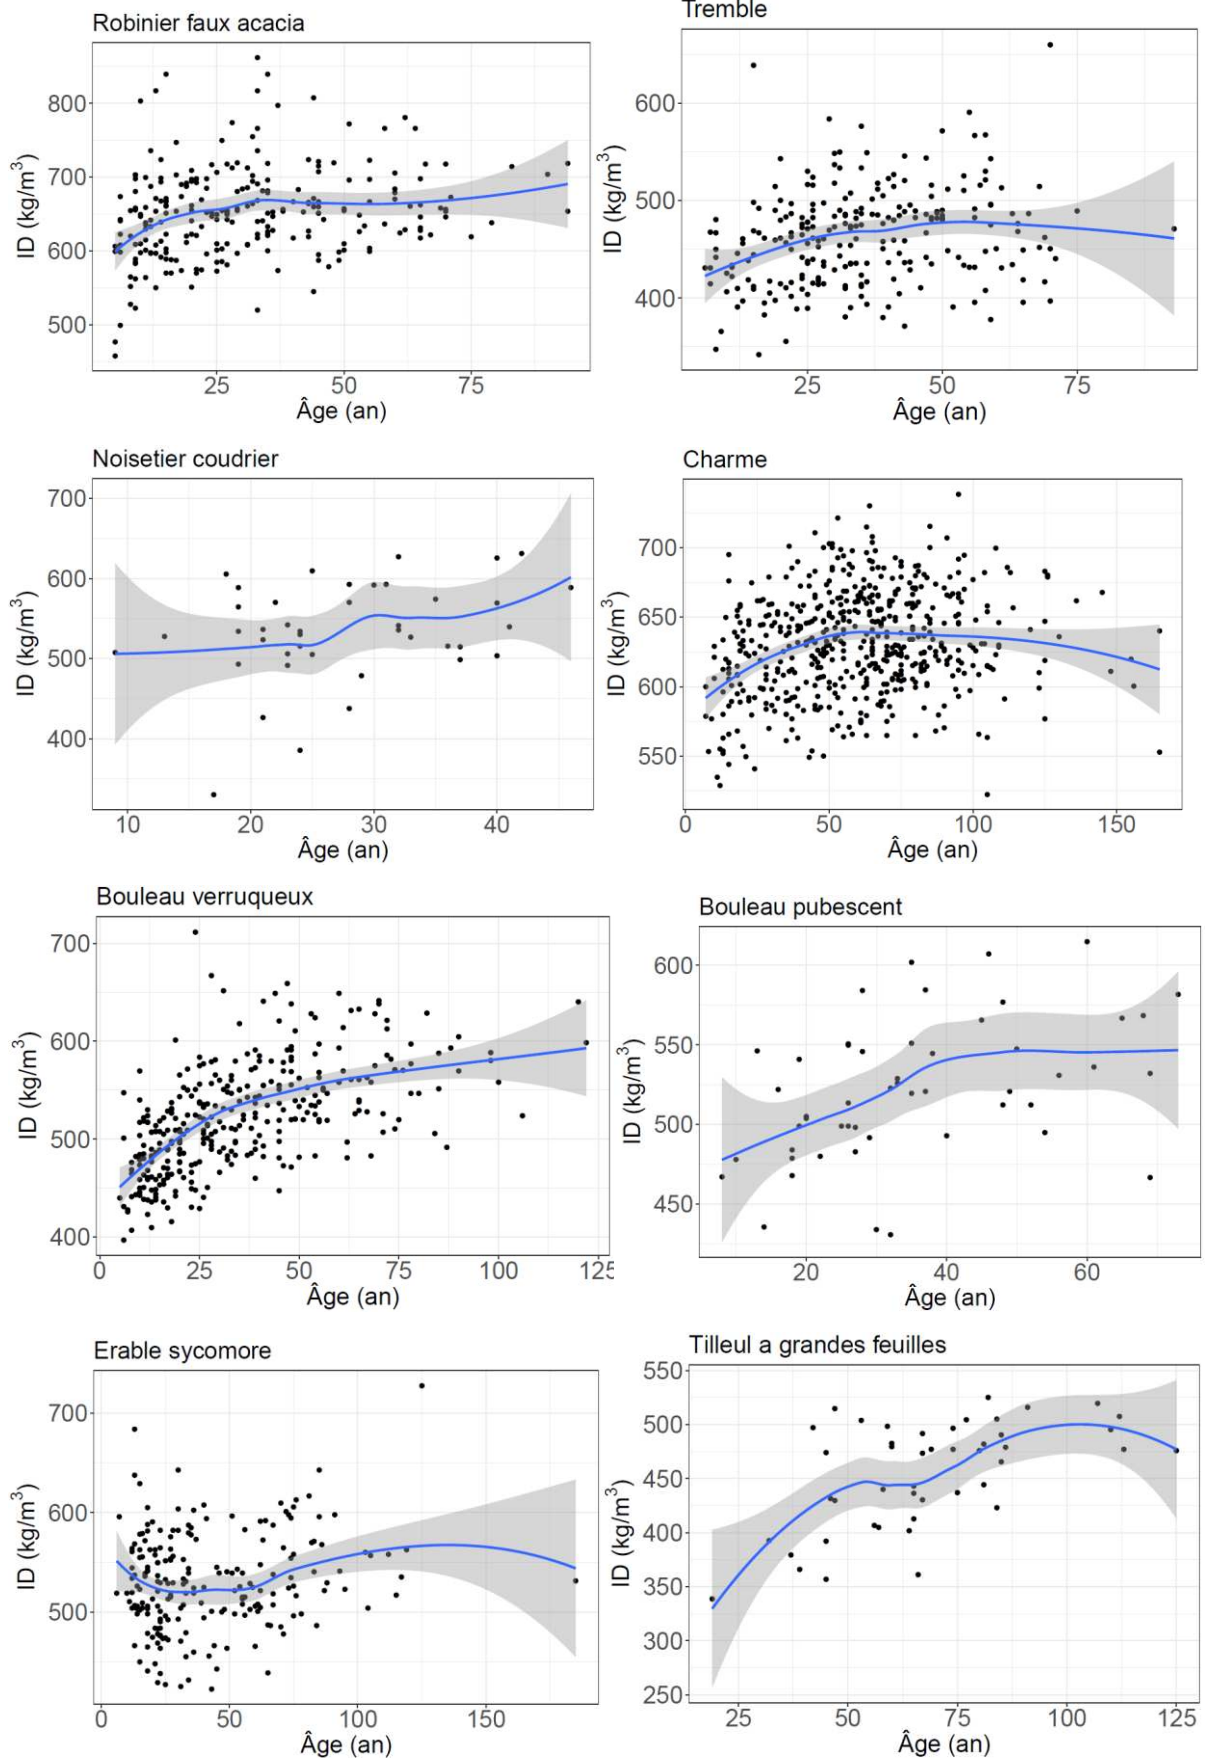 Robinier faux acacia
800
700
600
500
ID (kg/m³)
25 50 75
Âge (an)
Tremble
600
500
400
ID (kg/m³)
25 50 75
Âge (an)
Noisetier coudrier
700
600
500
400
ID (kg/m³)
10 20 30 40
Âge (an)
Charme
700
650
600
550
ID (kg/m³)
0 50 100 150
Âge (an)
Bouleau verruqueux
700
600
500
400
ID (kg/m³)
0 25 50 75 100 125
Âge (an)
Bouleau pubescent
600
550
500
450
ID (kg/m³)
20 40 60
Âge (an)
Erable sycomore
700
600
500
ID (kg/m³)
0 50 100 150
Âge (an)
Tilleul a grandes feuilles
550
500
450
400
350
300
250
ID (kg/m³)
25 50 75 100 125
Âge (an)